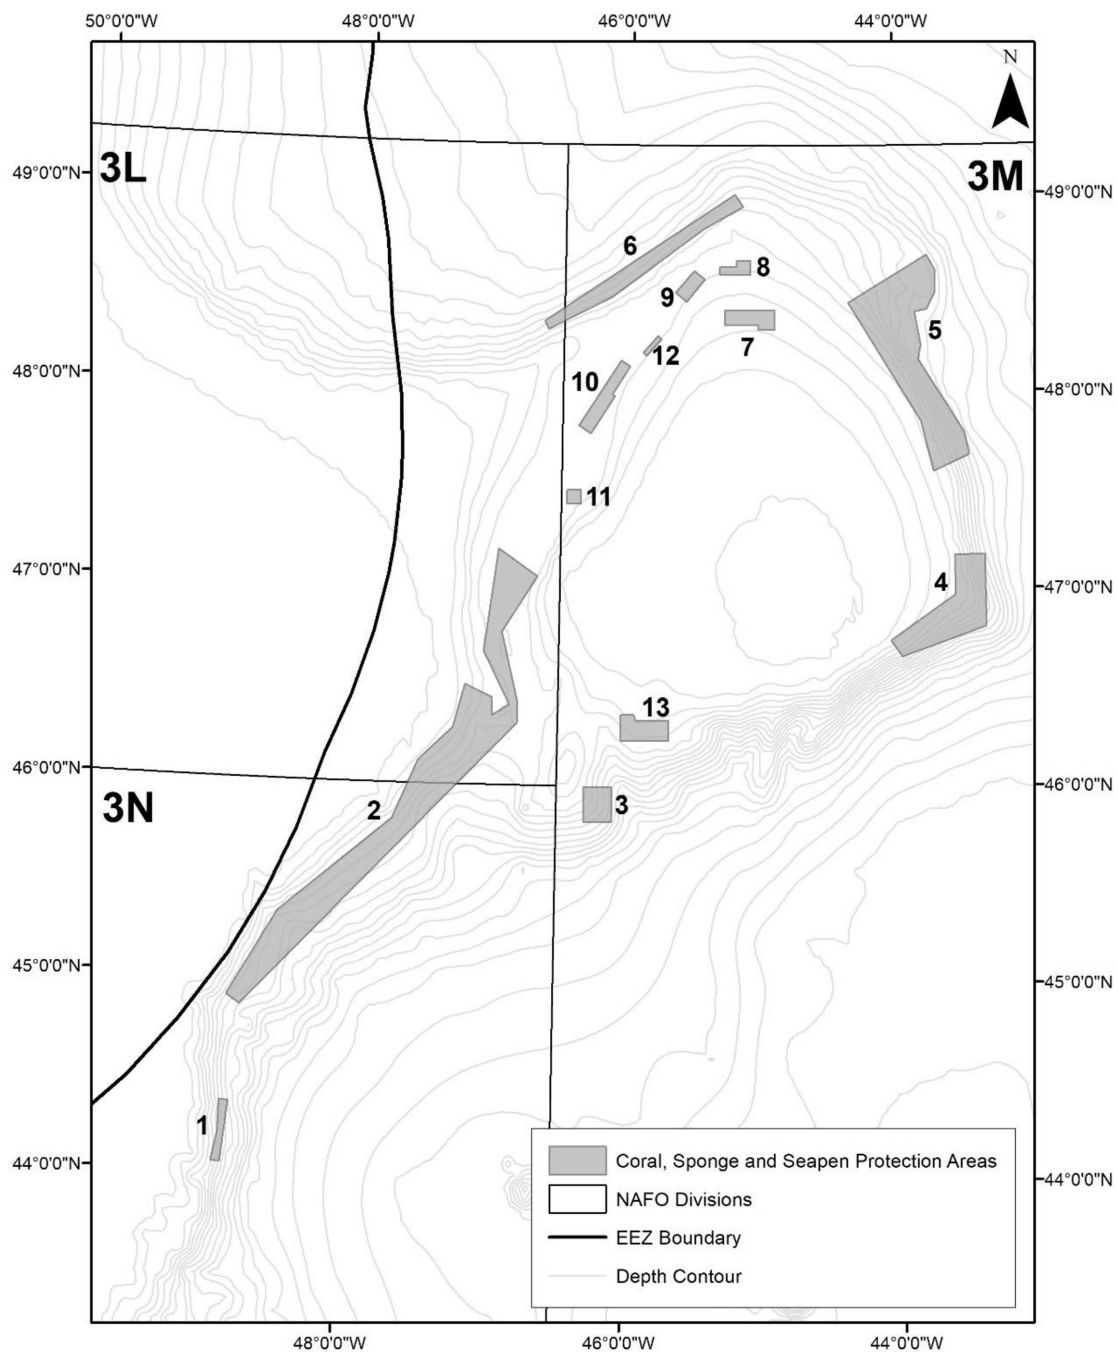 50°0'0"W 48°0'0"W 46°0'0"W 44°0'0"W
N
3L
3M
49°0'0"N
49°0'0"N
6
8
9
5
7
12
48°0'0"N
10
48°0'0"N
11
47°0'0"N
4
47°0'0"N
13
46°0'0"N
46°0'0"N
3N
2
3
45°0'0"N
45°0'0"N
1
44°0'0"N
Coral, Sponge and Seapen Protection Areas
44°0'0"N
NAFO Divisions
EEZ Boundary
Depth Contour
48°0'0"W 46°0'0"W 44°0'0"W